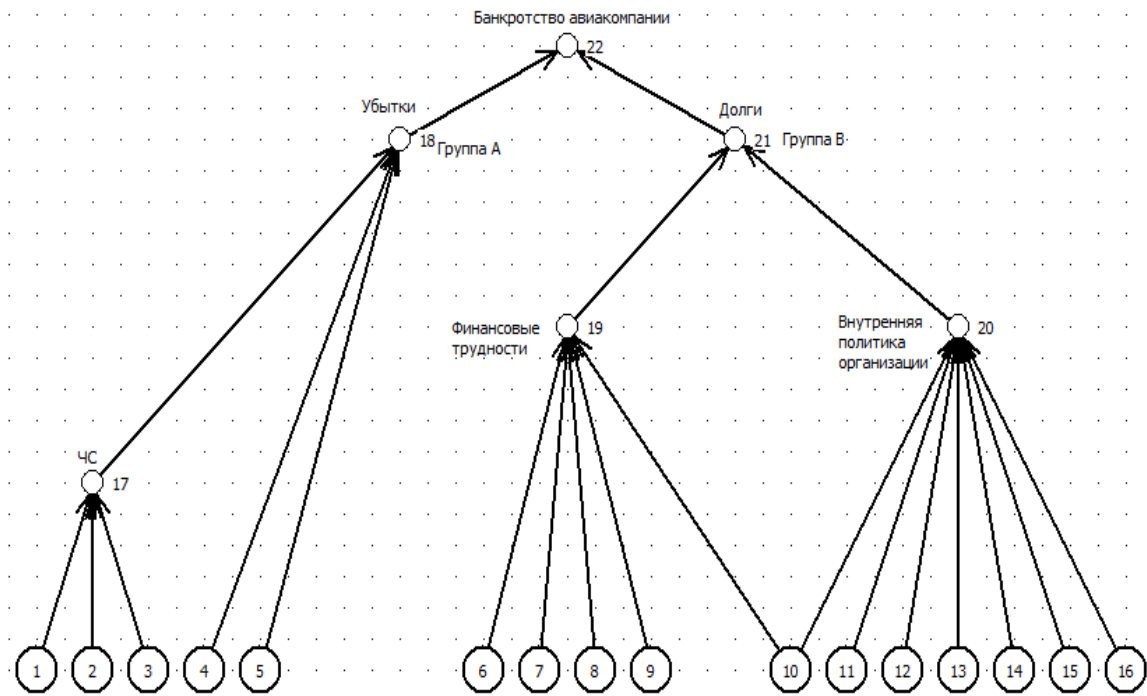 Банкротство авиакомпании
22
Убытки
Долги
18 Группа А
21 Группа В
Финансовые
трудности
19
Внутренняя
политика
организации
20
ЧС
17
1 2 3 4 5 6 7 8 9 10 11 12 13 14 15 16